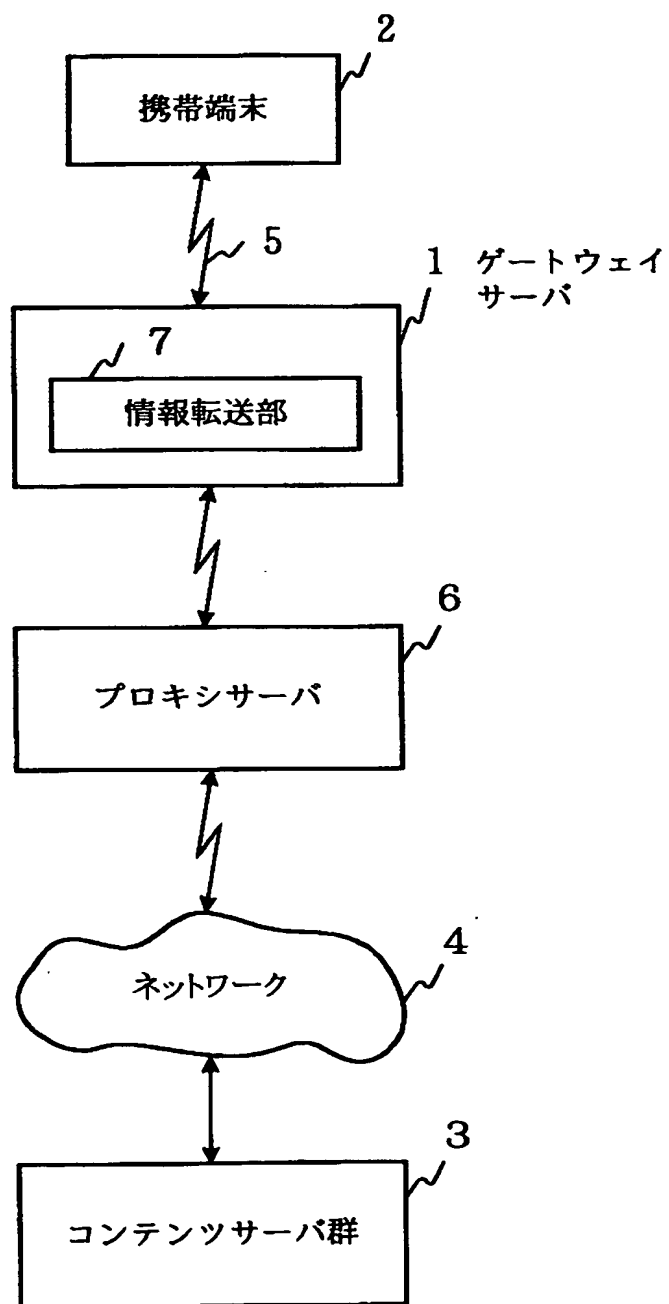 2
携帯端末
5
1 ゲートウェイ
サーバ
7
情報転送部
6
プロキシサーバ
4
ネットワーク
3
コンテンツサーバ群